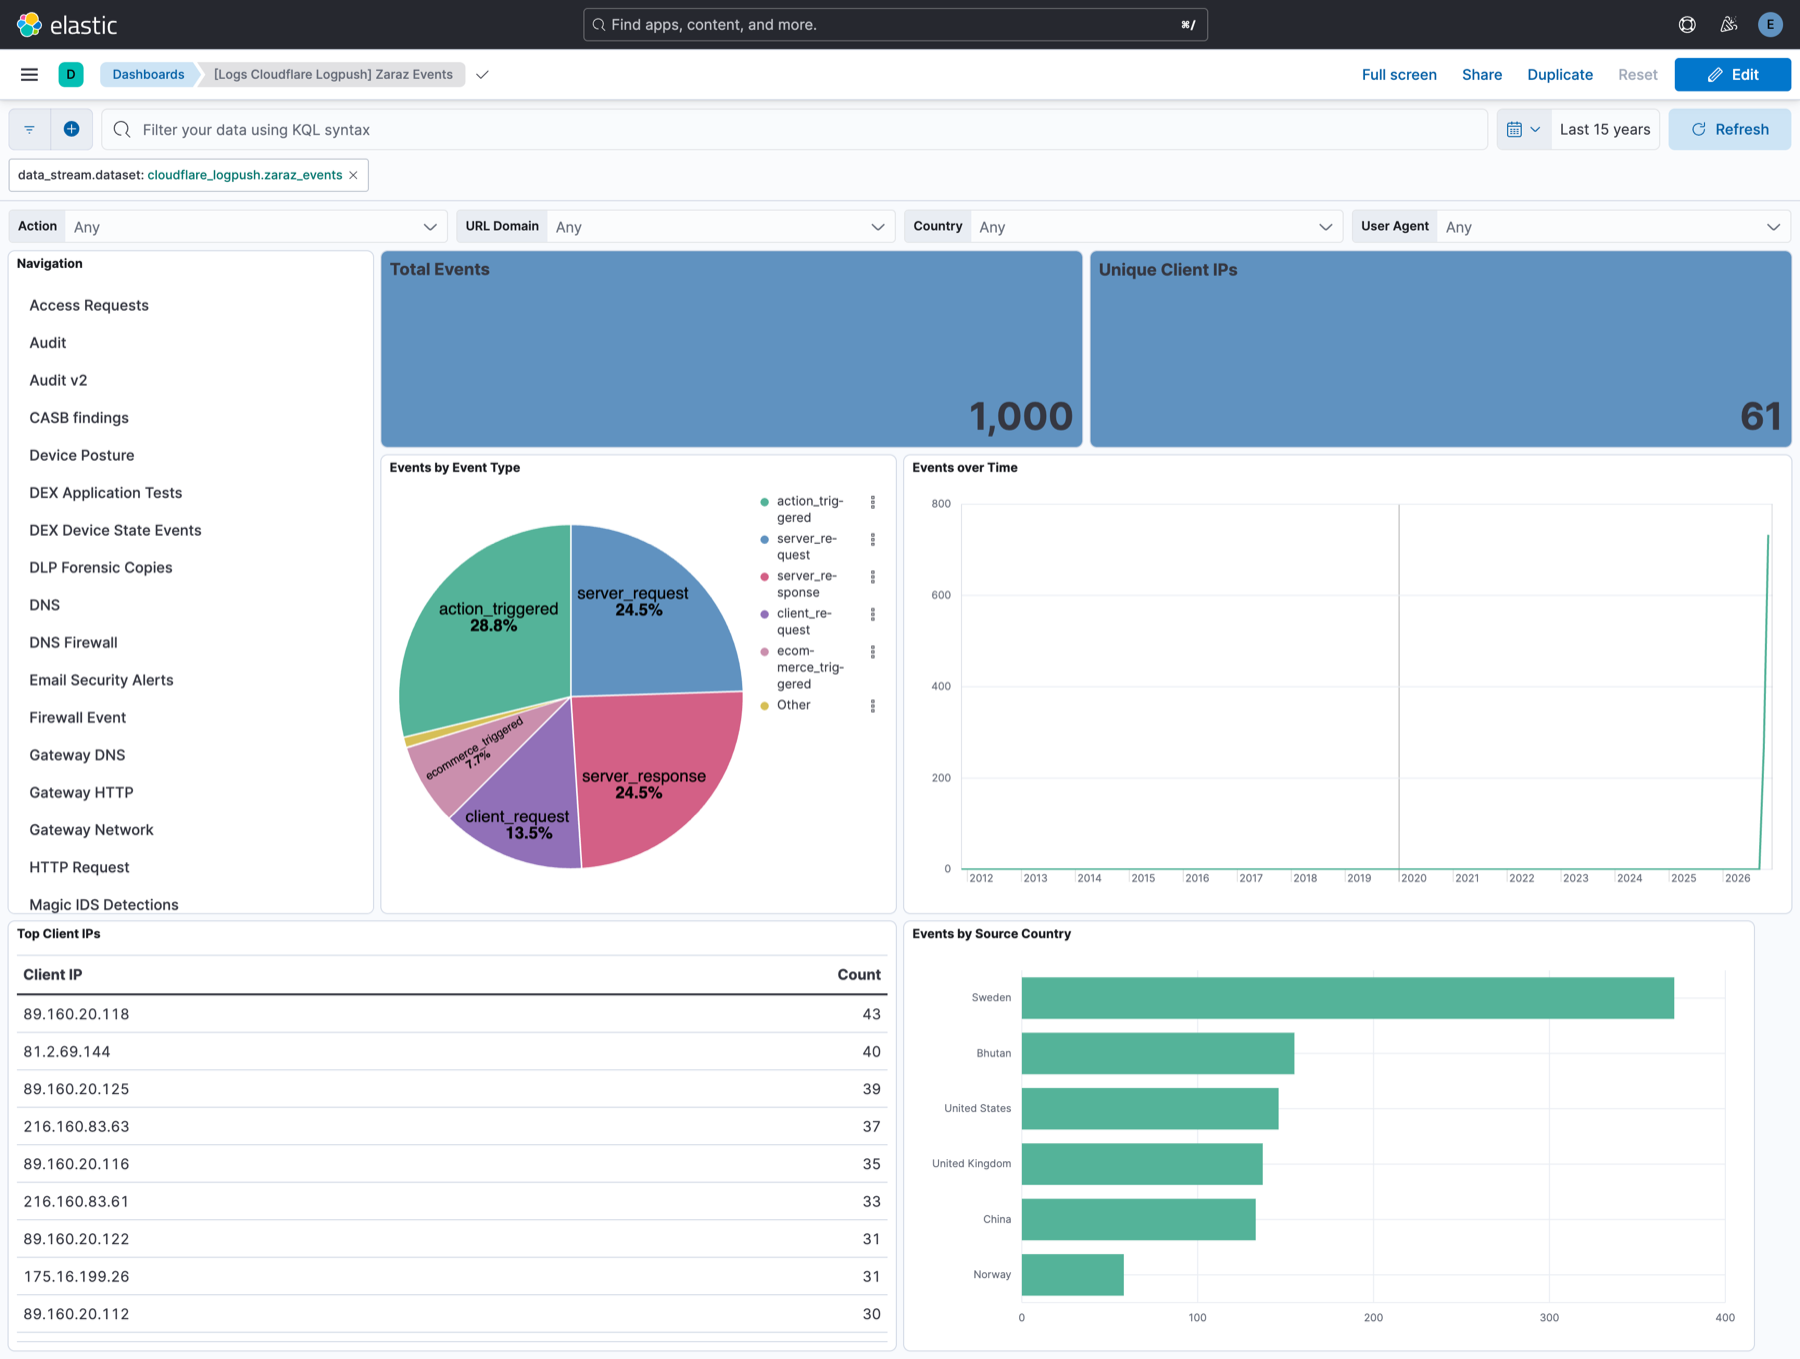 elastic
Find apps, content, and more.
⌘/
E
D
Dashboards
[Logs Cloudflare Logpush] Zaraz Events
Full screen
Share
Duplicate
Reset
Edit
Filter your data using KQL syntax
Last 15 years
Refresh
data_stream.dataset: cloudflare_logpush.zaraz_events
Action Any
URL Domain Any
Country Any
User Agent Any
Navigation
Access Requests
Audit
Audit v2
CASB findings
Device Posture
DEX Application Tests
DEX Device State Events
DLP Forensic Copies
DNS
DNS Firewall
Email Security Alerts
Firewall Event
Gateway DNS
Gateway HTTP
Gateway Network
HTTP Request
Magic IDS Detections
Total Events
1,000
Unique Client IPs
61
Events by Event Type
action_triggered
28.8%
server_request
24.5%
server_response
24.5%
client_request
13.5%
ecommerce_triggered
7.7%
action_trig-
gered
server_re-
quest
server_re-
sponse
client_re-
quest
ecom-
merce_trig-
gered
Other
Events over Time
800
600
400
200
0
2012 2013 2014 2015 2016 2017 2018 2019 2020 2021 2022 2023 2024 2025 2026
Top Client IPs
Client IP Count
89.160.20.118 43
81.2.69.144 40
89.160.20.125 39
216.160.83.63 37
89.160.20.116 35
216.160.83.61 33
89.160.20.122 31
175.16.199.26 31
89.160.20.112 30
Events by Source Country
Sweden
Bhutan
United States
United Kingdom
China
Norway
0 100 200 300 400